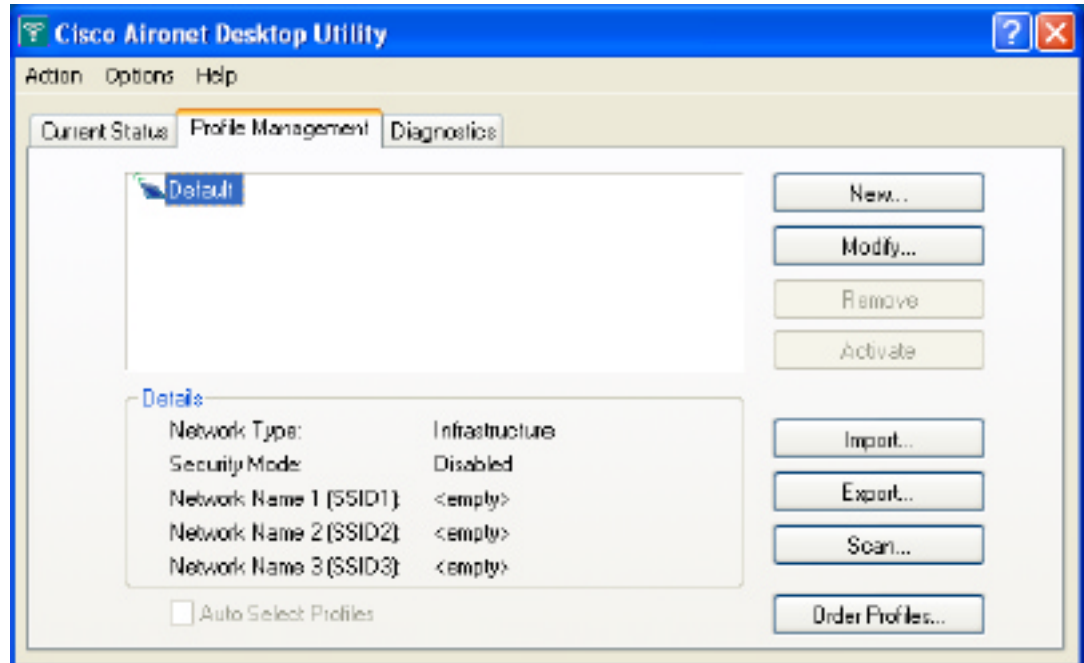 Cisco Aironet Desktop Utility
Action Options Help
Current Status Profile Management Diagnostics
Default
New...
Modify...
Remove
Activate
Details
Network Type: Infrastructure
Security Mode: Disabled
Network Name 1 (SSID1): <empty>
Network Name 2 (SSID2): <empty>
Network Name 3 (SSID3): <empty>
Import...
Export...
Scan...
Auto Select Profiles
Order Profiles...